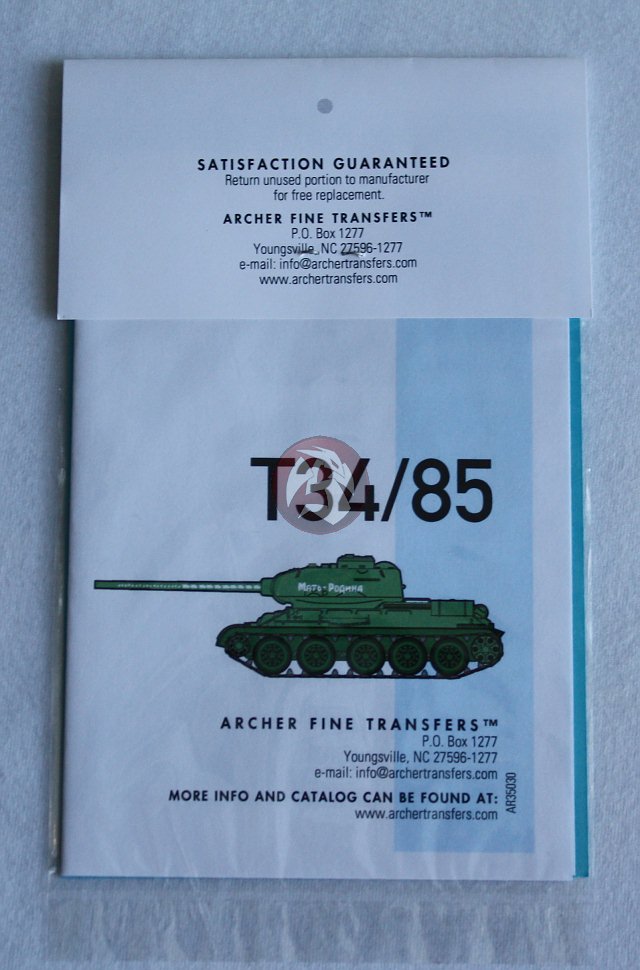 SATISFACTION GUARANTEED
Return unused portion to manufacturer
for free replacement.
ARCHER FINE TRANSFERS™
P.O. Box 1277
Youngsville, NC 27596-1277
e-mail: info@archertransfers.com
www.archertransfers.com
T34/85
Мать-Родина
ARCHER FINE TRANSFERS™
P.O. Box 1277
Youngsville, NC 27596-1277
e-mail: info@archertransfers.com
MORE INFO AND CATALOG CAN BE FOUND AT:
www.archertransfers.com
AR35030